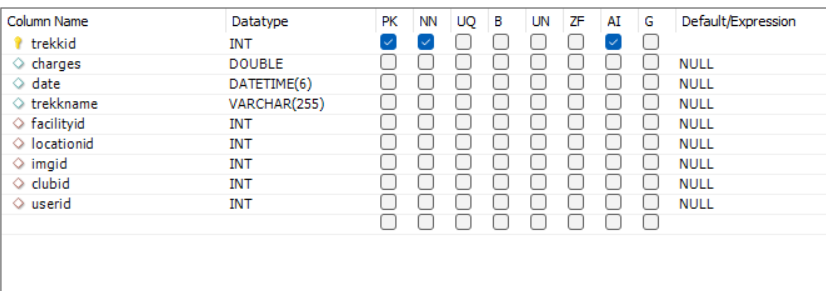 Column Name Datatype PK NN UQ B UN ZF AI G Default/Expression
trekkid INT
charges DOUBLE NULL
date DATETIME(6) NULL
trekkname VARCHAR(255) NULL
facilityid INT NULL
locationid INT NULL
imgid INT NULL
clubid INT NULL
userid INT NULL